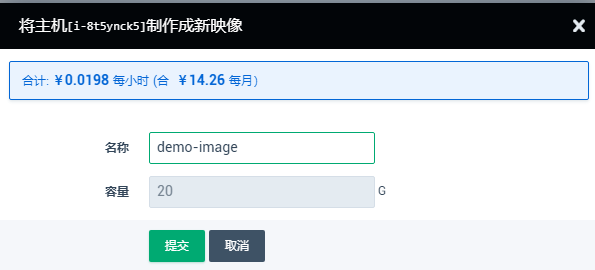 将主机[i-8t5ynck5]制作成新映像
合计: ¥0.0198 每小时 (合 ¥14.26 每月)
名称 demo-image
容量 20 G
提交 取消